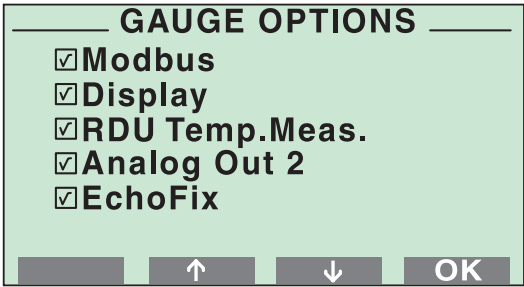 GAUGE OPTIONS
☑Modbus
☑Display
☑RDU Temp.Meas.
☑Analog Out 2
☑EchoFix
↑ ↓ OK